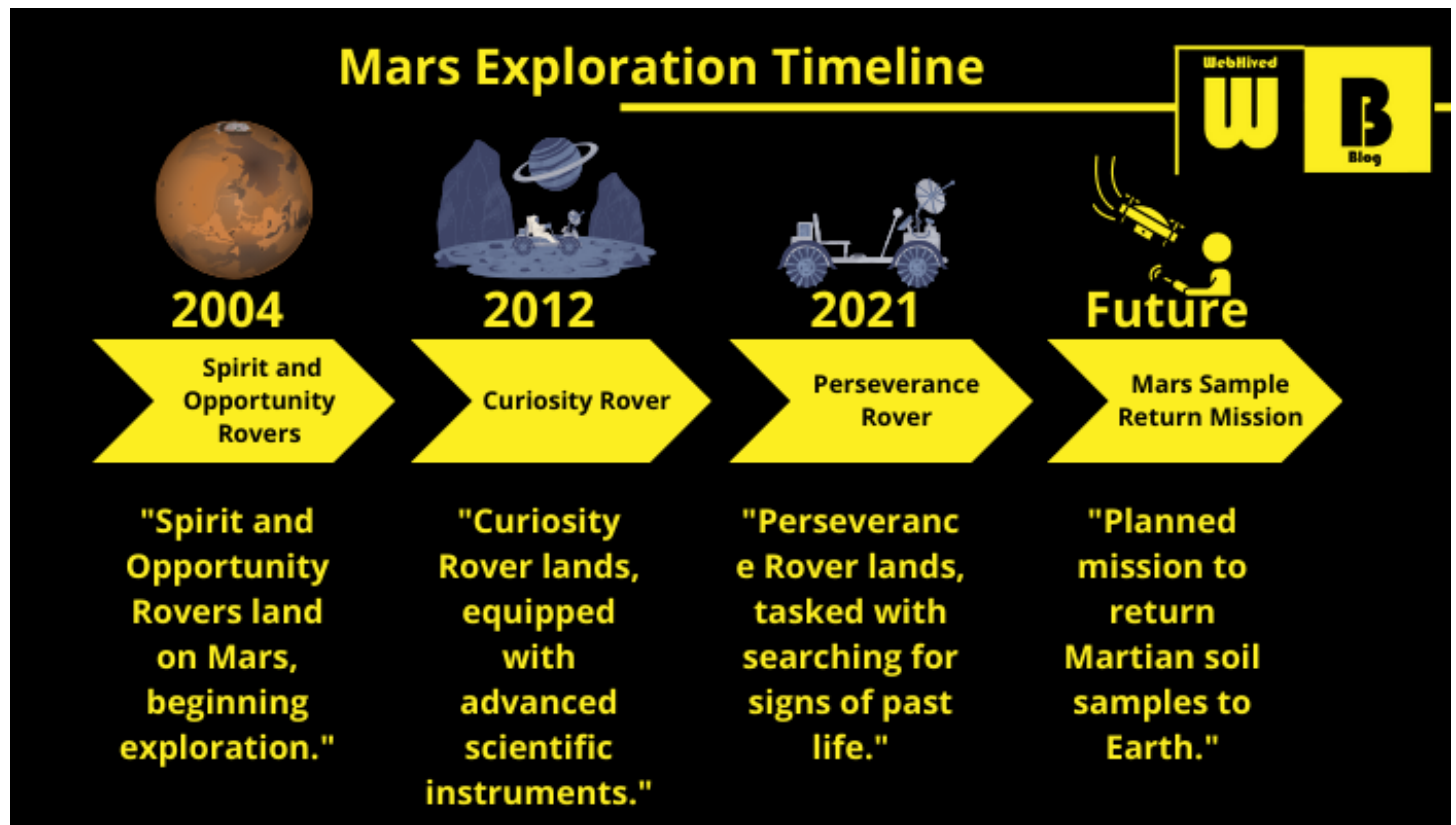 Mars Exploration Timeline
WebHived
W
B
Blog
2004
2012
2021
Future
Spirit and
Opportunity
Rovers
Curiosity Rover
Perseverance
Rover
Mars Sample
Return Mission
"Spirit and
Opportunity
Rovers land
on Mars,
beginning
exploration."
"Curiosity
Rover lands,
equipped
with
advanced
scientific
instruments."
"Perseveranc
e Rover lands,
tasked with
searching for
signs of past
life."
"Planned
mission to
return
Martian soil
samples to
Earth."